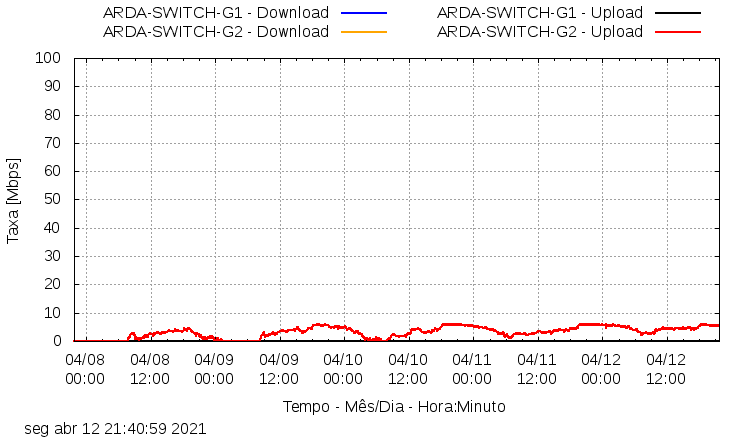 ARDA-SWITCH-G1 - Download
ARDA-SWITCH-G1 - Upload
ARDA-SWITCH-G2 - Download
ARDA-SWITCH-G2 - Upload
Taxa [Mbps]
100
90
80
70
60
50
40
30
20
10
0
04/08 04/08 04/09 04/09 04/10 04/10 04/11 04/11 04/12 04/12
00:00 12:00 00:00 12:00 00:00 12:00 00:00 12:00 00:00 12:00
Tempo - Mês/Dia - Hora:Minuto
seg abr 12 21:40:59 2021